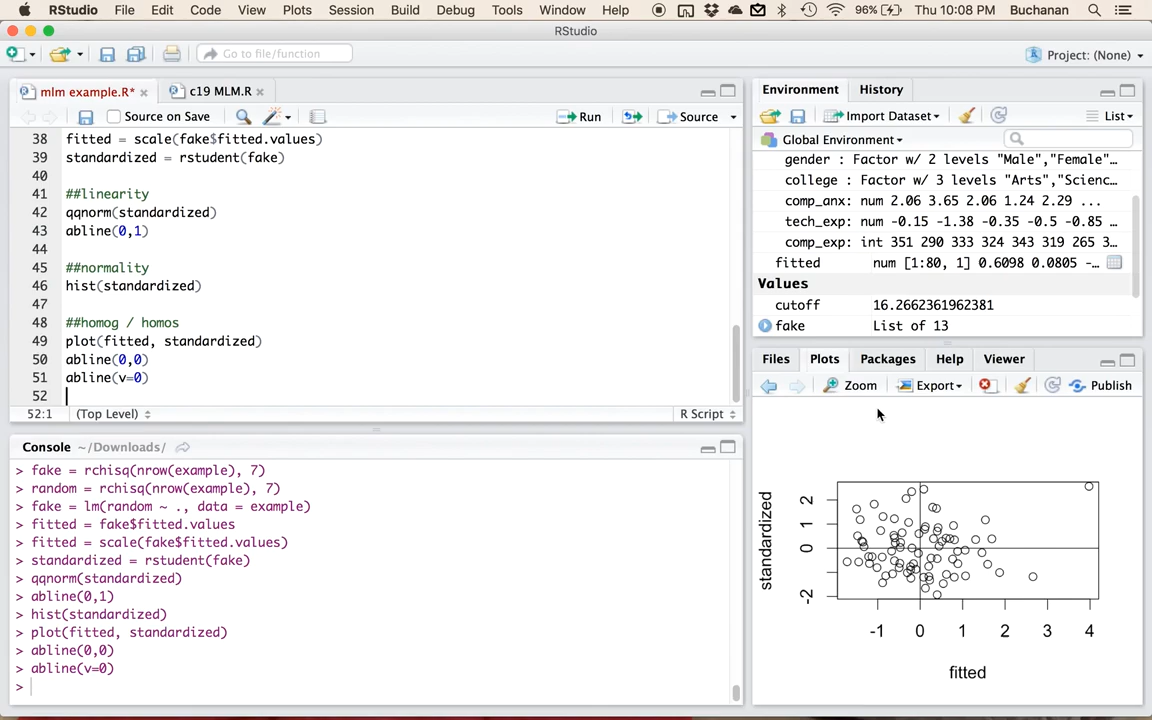 RStudio File Edit Code View Plots Session Build Debug Tools Window Help 96% Thu 10:08 PM Buchanan
RStudio
Go to file/function
Project: (None)
mlm example.R*
c19 MLM.R
Source on Save
Run
Source
38 fitted = scale(fake$fitted.values)
39 standardized = rstudent(fake)
40
41 ##linearity
42 qqnorm(standardized)
43 abline(0,1)
44
45 ##normality
46 hist(standardized)
47
48 ##homog / homos
49 plot(fitted, standardized)
50 abline(0,0)
51 abline(v=0)
52
52:1 (Top Level) R Script
Console ~/Downloads/
> fake = rchisq(nrow(example), 7)
> random = rchisq(nrow(example), 7)
> fake = lm(random ~ ., data = example)
> fitted = fake$fitted.values
> fitted = scale(fake$fitted.values)
> standardized = rstudent(fake)
> qqnorm(standardized)
> abline(0,1)
> hist(standardized)
> plot(fitted, standardized)
> abline(0,0)
> abline(v=0)
>
Environment History
Import Dataset List
Global Environment
gender : Factor w/ 2 levels "Male","Female"…
college : Factor w/ 3 levels "Arts","Scienc…
comp_anx: num 2.06 3.65 2.06 1.24 2.29 ...
tech_exp: num -0.15 -1.38 -0.35 -0.5 -0.85 …
comp_exp: int 351 290 333 324 343 319 265 3…
fitted num [1:80, 1] 0.6098 0.0805 -…
Values
cutoff 16.2662361962381
fake List of 13
Files Plots Packages Help Viewer
Zoom Export Publish
standardized
2
1
0
-2
-1 0 1 2 3 4
fitted